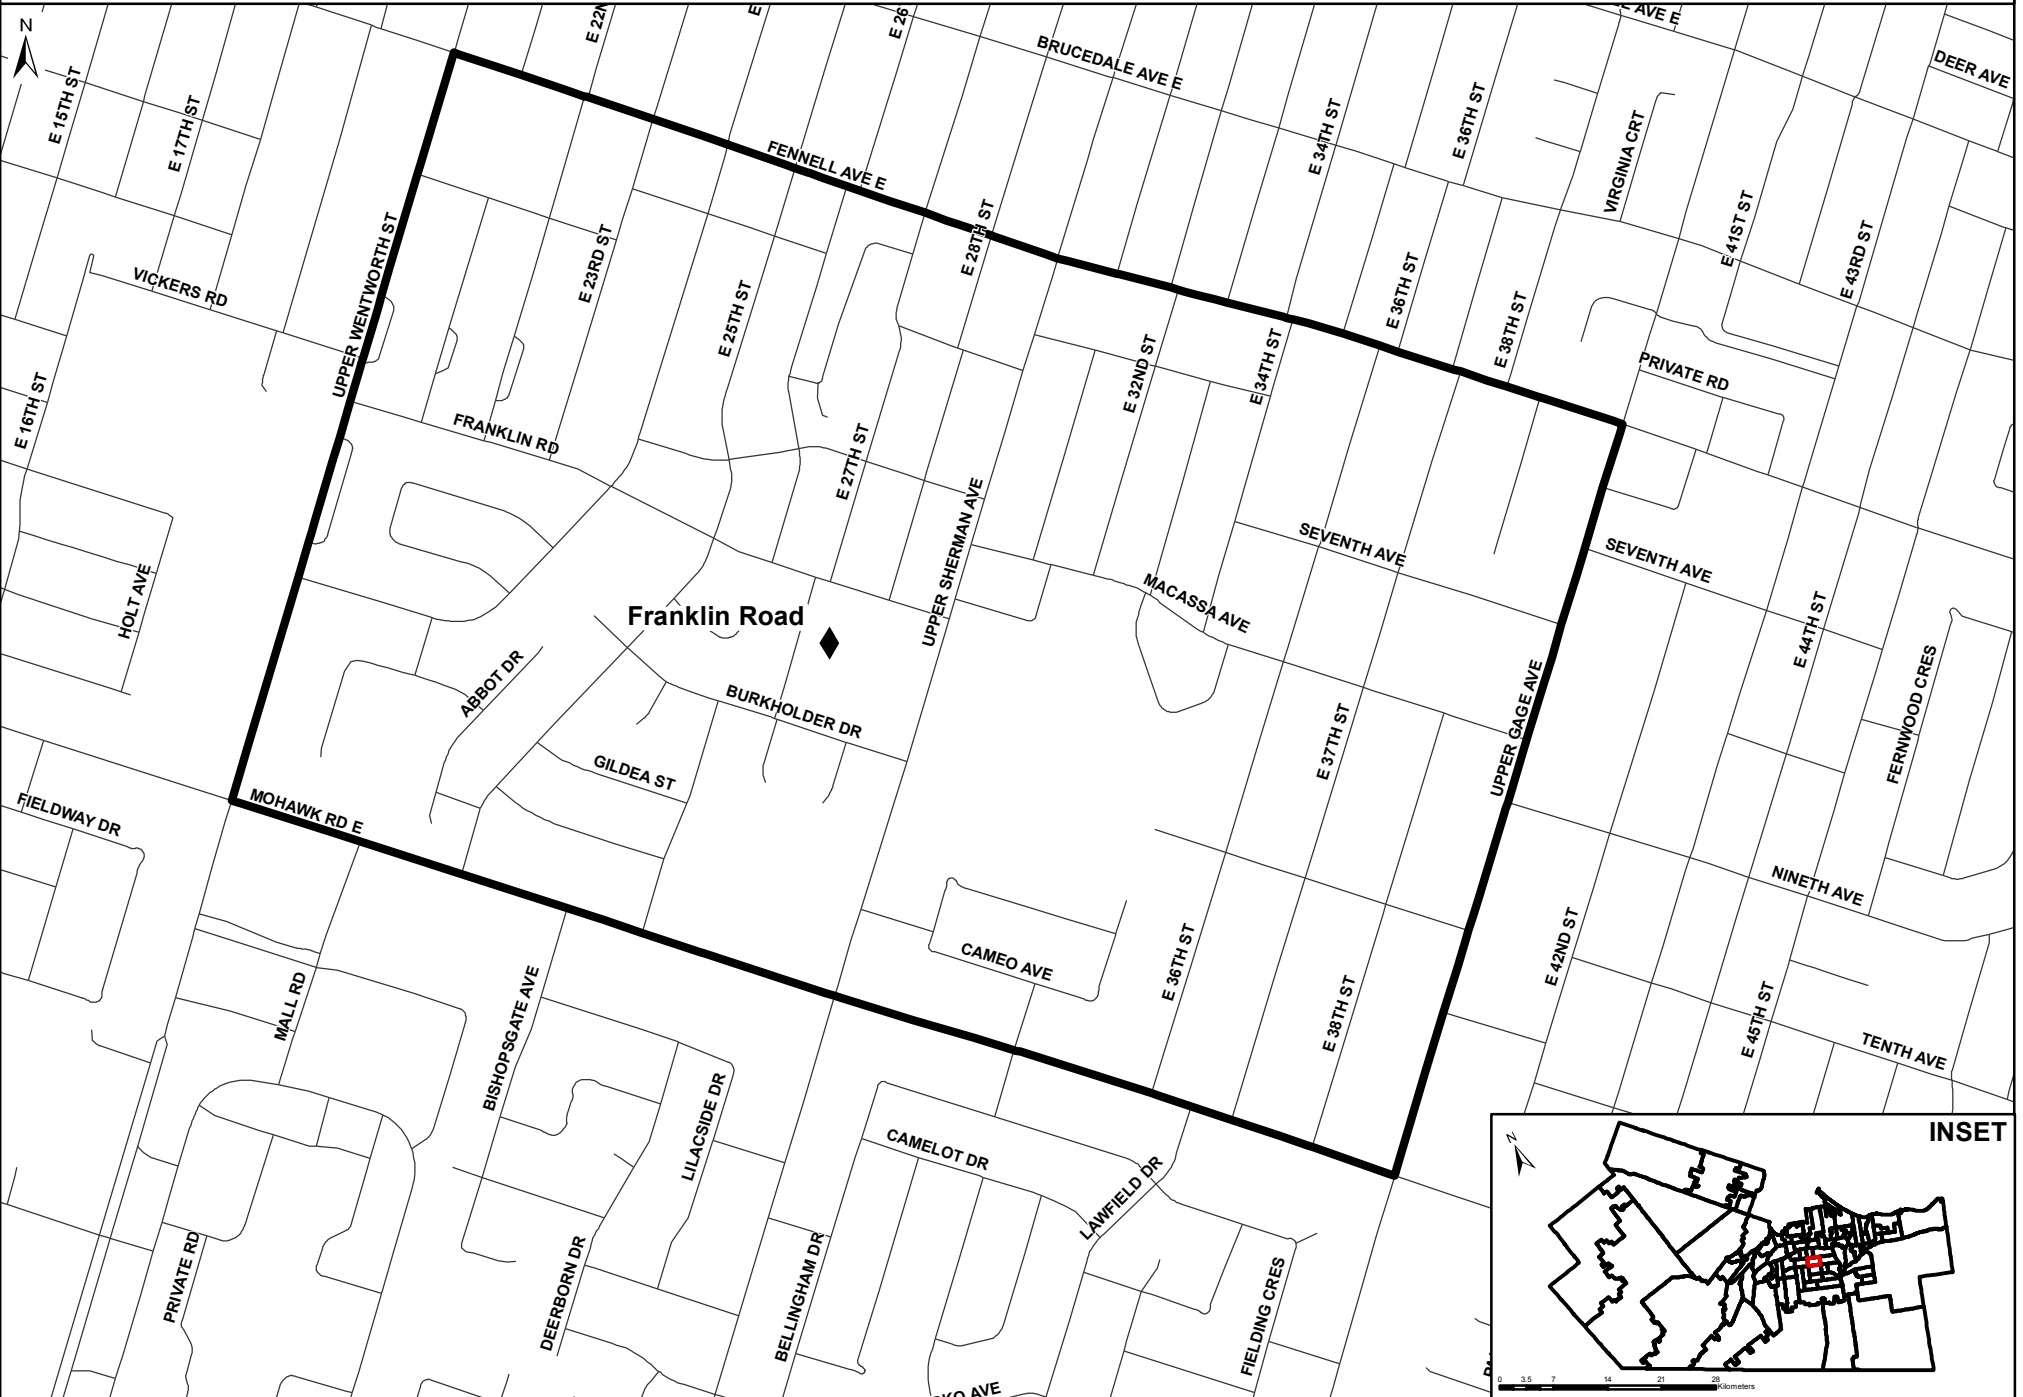 N
E 15TH ST
E 17TH ST
E 22N
E 26
BRUCEDALE AVE E
AVE E
DEER AVE
E 34TH ST
E 36TH ST
VIRGINIA CRT
FENNELL AVE E
E 41ST ST
E 43RD ST
VICKERS RD
UPPER WENTWORTH ST
E 23RD ST
E 25TH ST
E 28TH ST
E 36TH ST
E 38TH ST
E 16TH ST
E 32ND ST
E 34TH ST
PRIVATE RD
FRANKLIN RD
E 27TH ST
UPPER SHERMAN AVE
SEVENTH AVE
SEVENTH AVE
HOLT AVE
MACASSA AVE
E 44TH ST
Franklin Road
ABBOT DR
BURKHOLDER DR
UPPER GAGE AVE
FERNWOOD CRES
E 37TH ST
GILDEA ST
FIELDWAY DR
MOHAWK RD E
NINETH AVE
CAMEO AVE
E 36TH ST
E 42ND ST
MALL RD
BISHOPSGATE AVE
E 38TH ST
E 45TH ST
TENTH AVE
LILACSIDE DR
CAMELOT DR
LAWFIELD DR
PRIVATE RD
DEERBORN DR
BELLINGHAM DR
FIELDING CRES
KO AVE
INSET
N
0 3.5 7 14 21 28
Kilometers